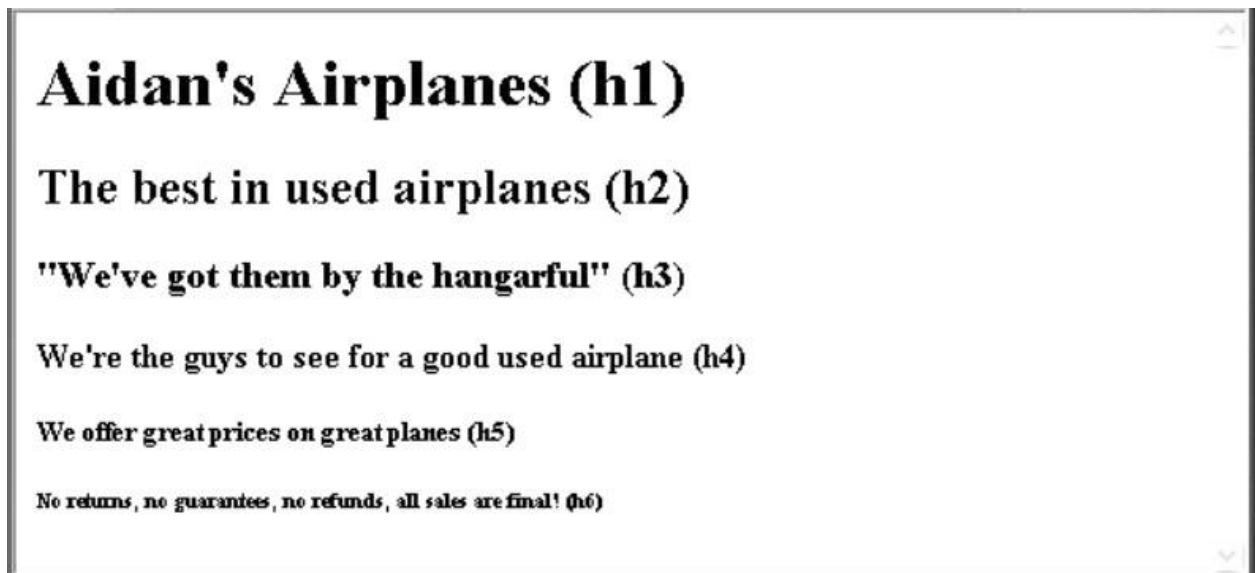 Aidan's Airplanes (h1)
The best in used airplanes (h2)
"We've got them by the hangarful" (h3)
We're the guys to see for a good used airplane (h4)
We offer great prices on great planes (h5)
No returns, no guarantees, no refunds, all sales are final! (h6)